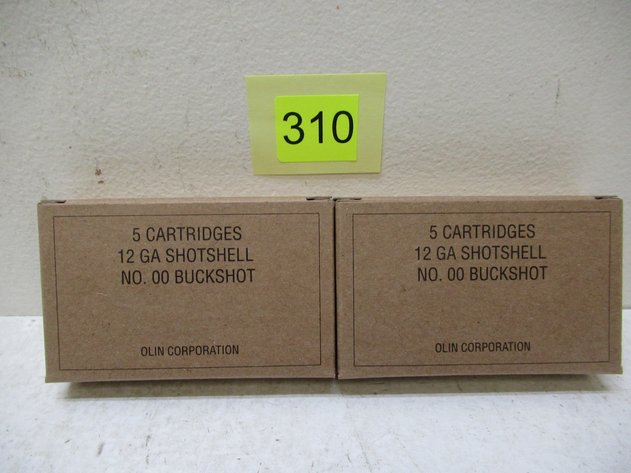 310
5 CARTRIDGES
12 GA SHOTSHELL
NO. 00 BUCKSHOT
OLIN CORPORATION
5 CARTRIDGES
12 GA SHOTSHELL
NO. 00 BUCKSHOT
OLIN CORPORATION